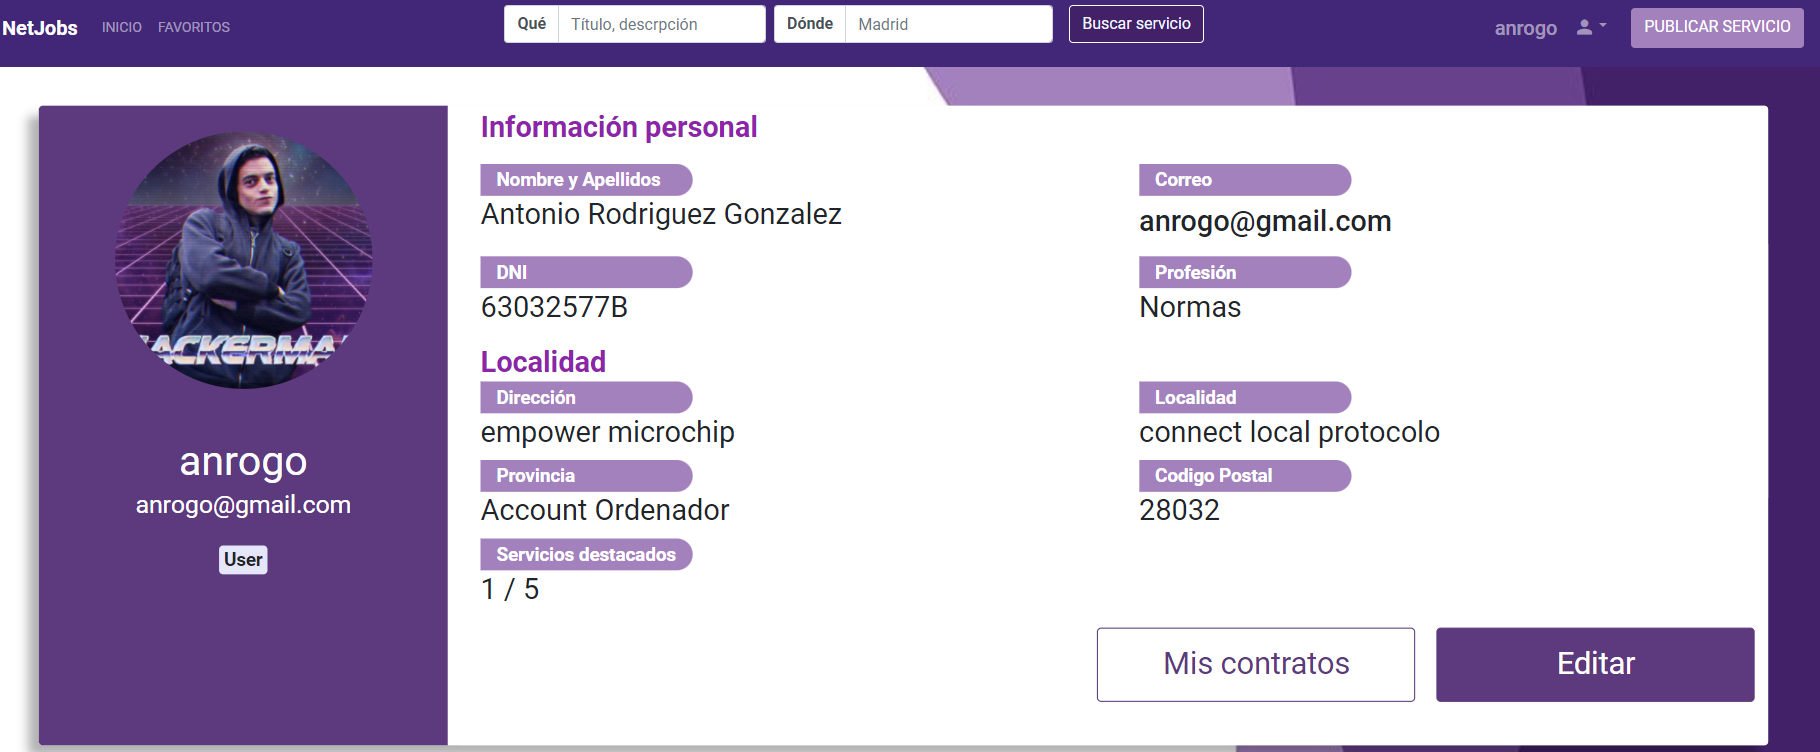 NetJobs INICIO FAVORITOS Qué Título, descrpción Dónde Madrid Buscar servicio anrogo PUBLICAR SERVICIO
ACKERMA
anrogo
anrogo@gmail.com
User
Información personal
Nombre y Apellidos
Antonio Rodriguez Gonzalez
Correo
anrogo@gmail.com
DNI
63032577B
Profesión
Normas
Localidad
Dirección
empower microchip
Localidad
connect local protocolo
Provincia
Account Ordenador
Codigo Postal
28032
Servicios destacados
1 / 5
Mis contratos
Editar